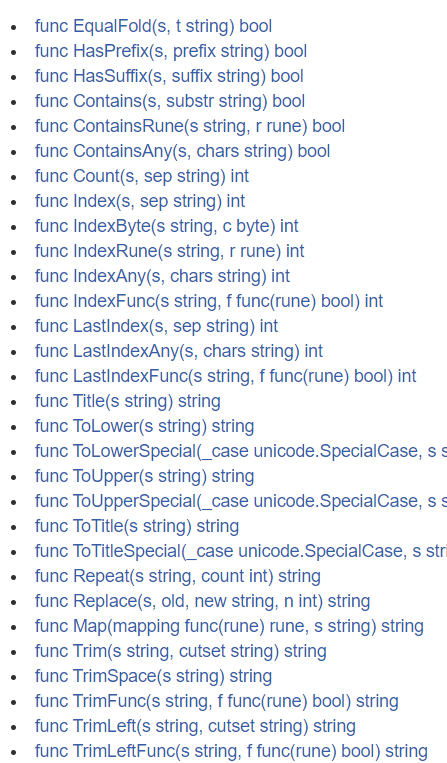 func EqualFold(s, t string) bool
func HasPrefix(s, prefix string) bool
func HasSuffix(s, suffix string) bool
func Contains(s, substr string) bool
func ContainsRune(s string, r rune) bool
func ContainsAny(s, chars string) bool
func Count(s, sep string) int
func Index(s, sep string) int
func IndexByte(s string, c byte) int
func IndexRune(s string, r rune) int
func IndexAny(s, chars string) int
func IndexFunc(s string, f func(rune) bool) int
func LastIndex(s, sep string) int
func LastIndexAny(s, chars string) int
func LastIndexFunc(s string, f func(rune) bool) int
func Title(s string) string
func ToLower(s string) string
func ToLowerSpecial(_case unicode.SpecialCase, s s
func ToUpper(s string) string
func ToUpperSpecial(_case unicode.SpecialCase, s s
func ToTitle(s string) string
func ToTitleSpecial(_case unicode.SpecialCase, s stri
func Repeat(s string, count int) string
func Replace(s, old, new string, n int) string
func Map(mapping func(rune) rune, s string) string
func Trim(s string, cutset string) string
func TrimSpace(s string) string
func TrimFunc(s string, f func(rune) bool) string
func TrimLeft(s string, cutset string) string
func TrimLeftFunc(s string, f func(rune) bool) string